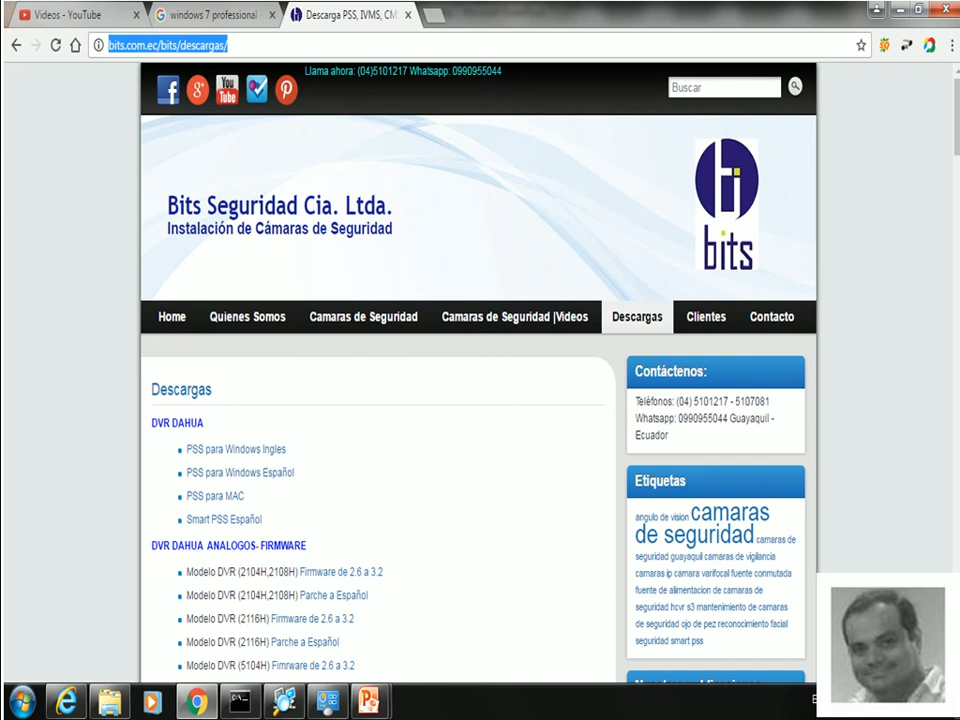 Videos - YouTube
windows 7 professional -
Descarga PSS, IVMS, CM
bits.com.ec/bits/descargas/
Llama ahora: (04)5101217 Whatsapp: 0990955044
You
Tube
Buscar
Bits Seguridad Cia. Ltda.
Instalación de Cámaras de Seguridad
bits
Home
Quienes Somos
Camaras de Seguridad
Camaras de Seguridad |Videos
Descargas
Clientes
Contacto
Descargas
DVR DAHUA
PSS para Windows Ingles
PSS para Windows Español
PSS para MAC
Smart PSS Español
DVR DAHUA ANALOGOS- FIRMWARE
Modelo DVR (2104H,2108H) Firmware de 2.6 a 3.2
Modelo DVR (2104H,2108H) Parche a Español
Modelo DVR (2116H) Firmware de 2.6 a 3.2
Modelo DVR (2116H) Parche a Español
Modelo DVR (5104H) Fimrware de 2.6 a 3.2
Contáctenos:
Teléfonos: (04) 5101217 - 5107081
Whatsapp: 0990955044 Guayaquil -
Ecuador
Etiquetas
angulo de vision camaras
de seguridad camaras de
seguridad guayaquil camaras de vigilancia
camaras ip camara varifocal fuente conmutada
fuente de alimentacion de camaras de
seguridad hcvr s3 mantenimiento de camaras
de seguridad ojo de pez reconocimiento facial
seguridad smart pss